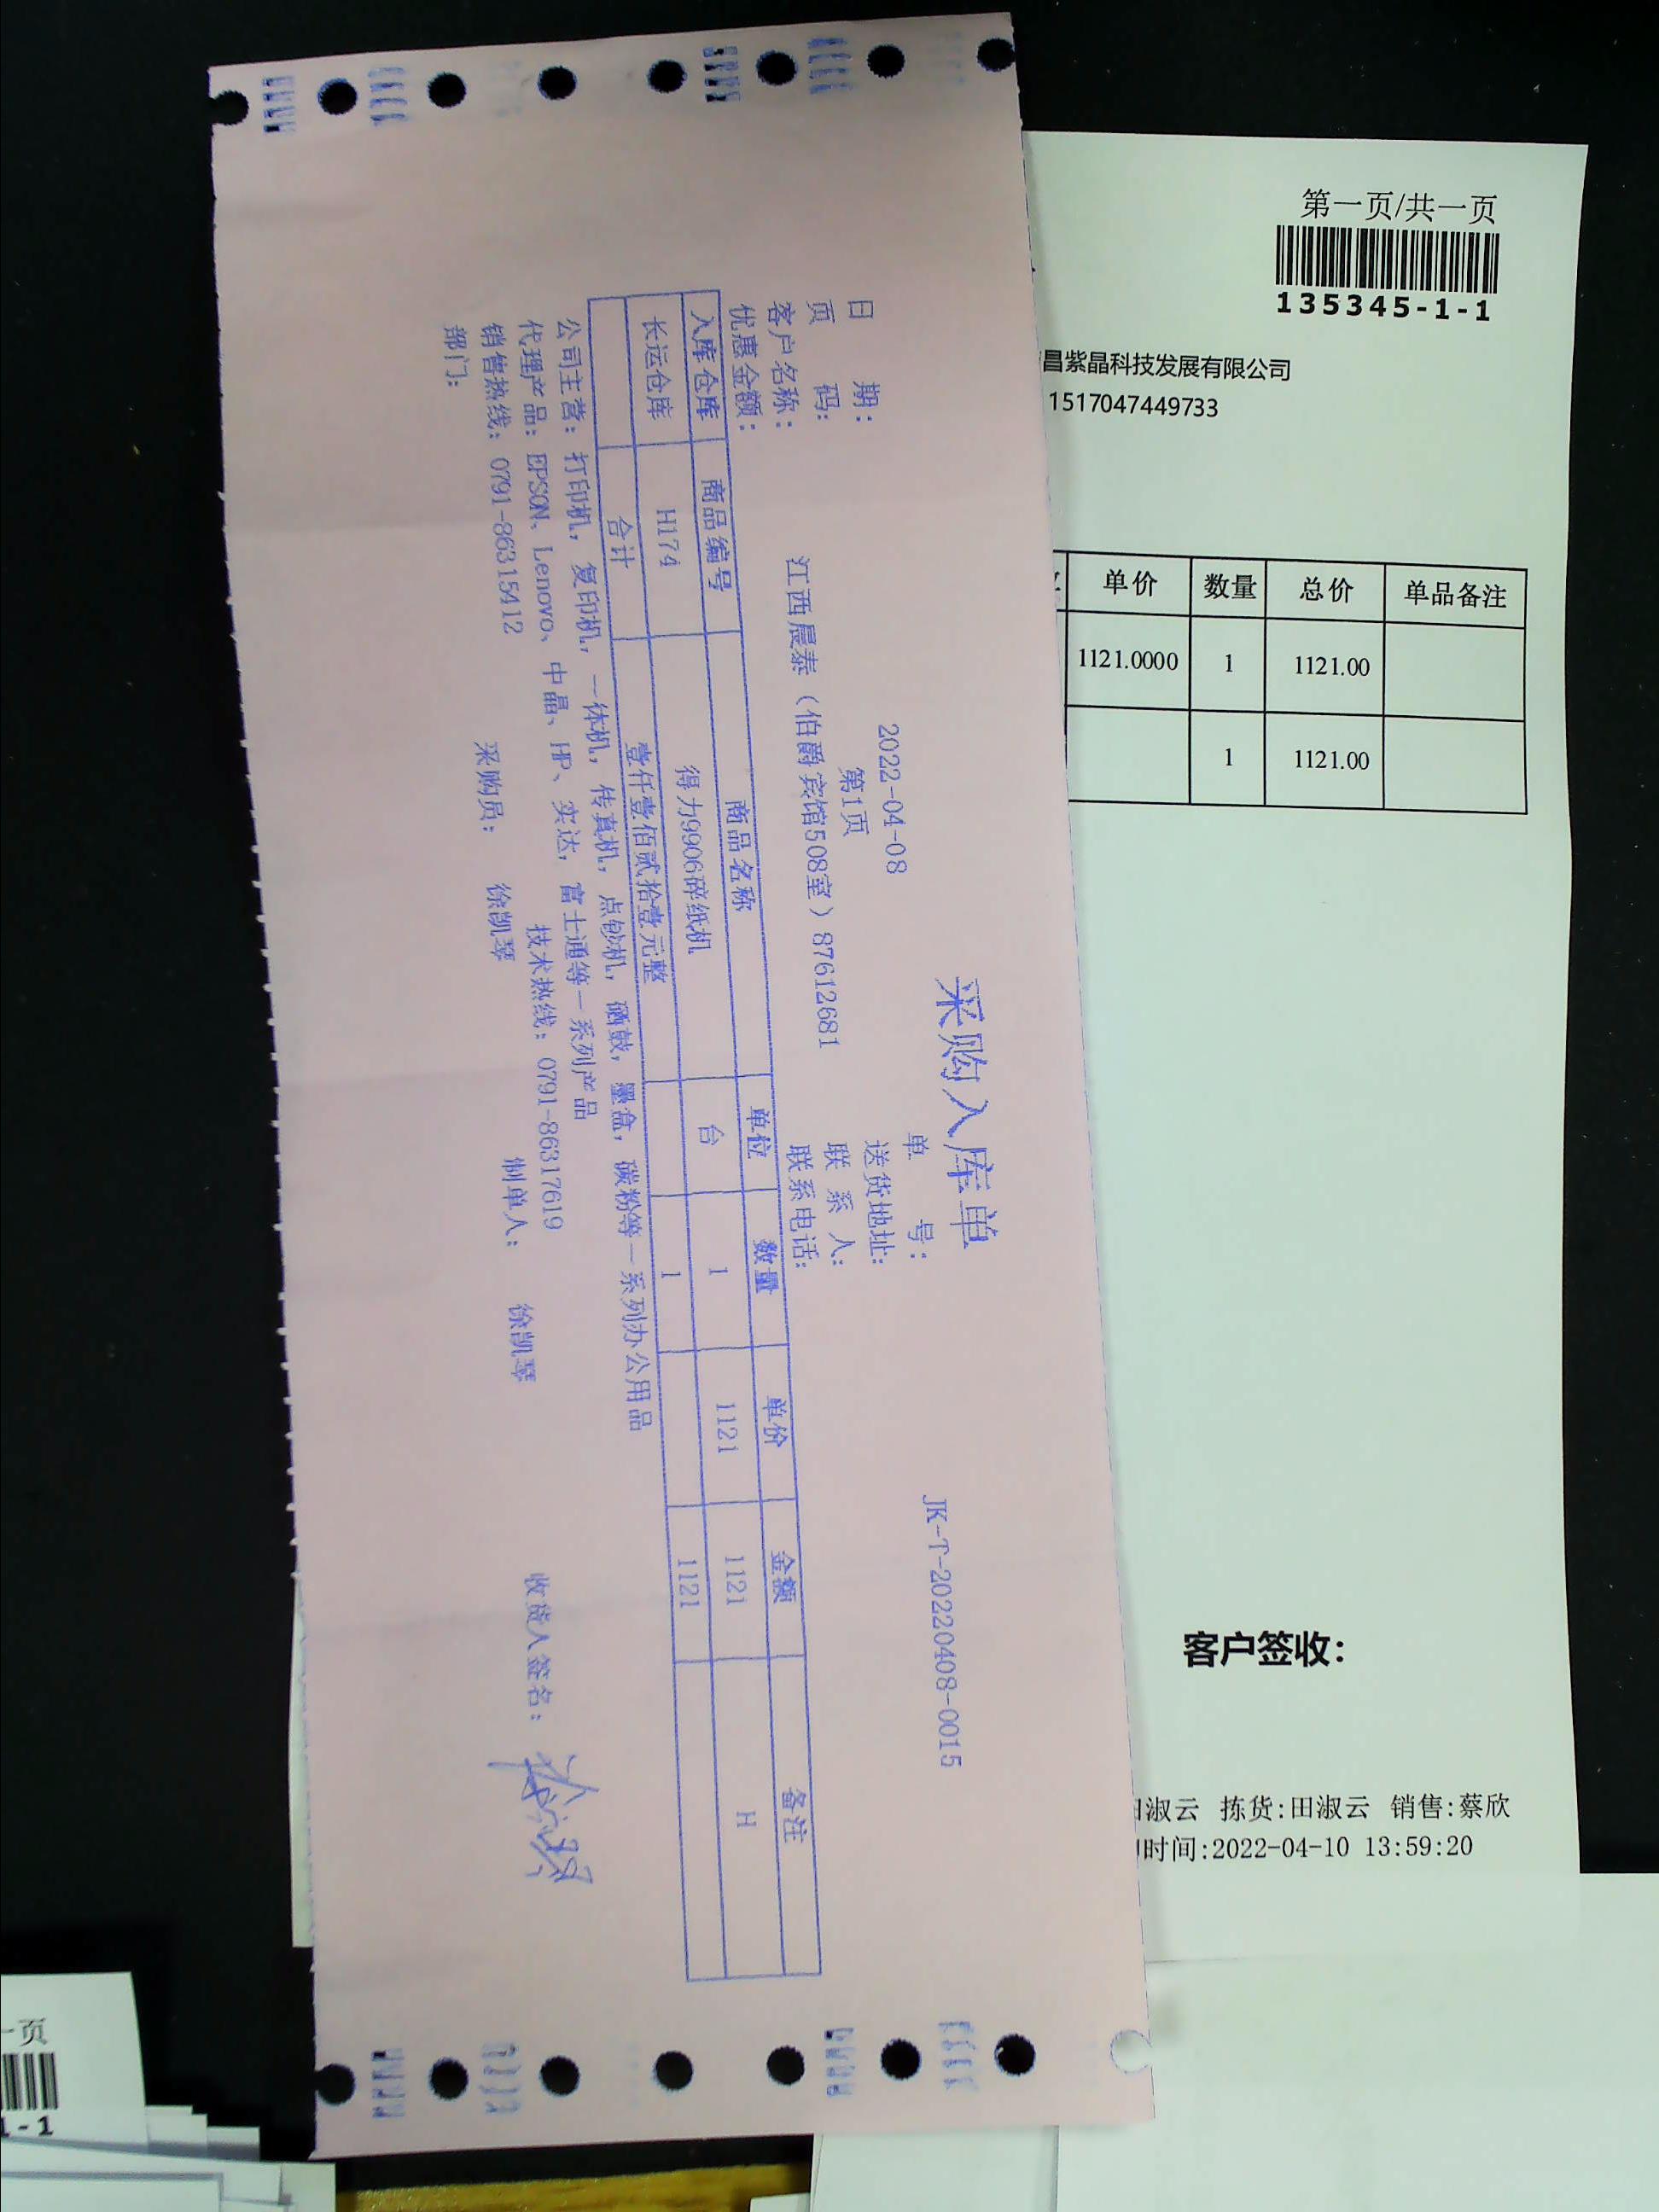 采购入库单
日 期: 2022-04-08 单 号: JK-T-20220408-0015
页 码: 第1页 送货地址:
客户名称: 江西晨泰（伯爵宾馆508室）87612681 联 系 人:
优惠金额: 联系电话:
入库仓库 商品编号 商品名称 单位 数量 单价 金额 备注
长运仓库 H174 得力9906碎纸机 台 1 1121 1121 H
合计 壹仟壹佰贰拾壹元整 1 1121
公司主营: 打印机, 复印机, 一体机, 传真机, 点钞机, 硒鼓, 墨盒, 碳粉等一系列办公用品
代理产品: EPSON、Lenovo、中晶、HP、实达, 富士通等一系列产品
销售热线: 0791-86315412 技术热线: 0791-86317619
部门: 采购员: 徐凯琴 制单人: 徐凯琴 收货人签名:
第一页/共一页
135345-1-1
昌紫晶科技发展有限公司
1517047449733
单价 数量 总价 单品备注
1121.0000 1 1121.00
1 1121.00
客户签收:
淑云 拣货:田淑云 销售:蔡欣
时间:2022-04-10 13:59:20
一页
1-1